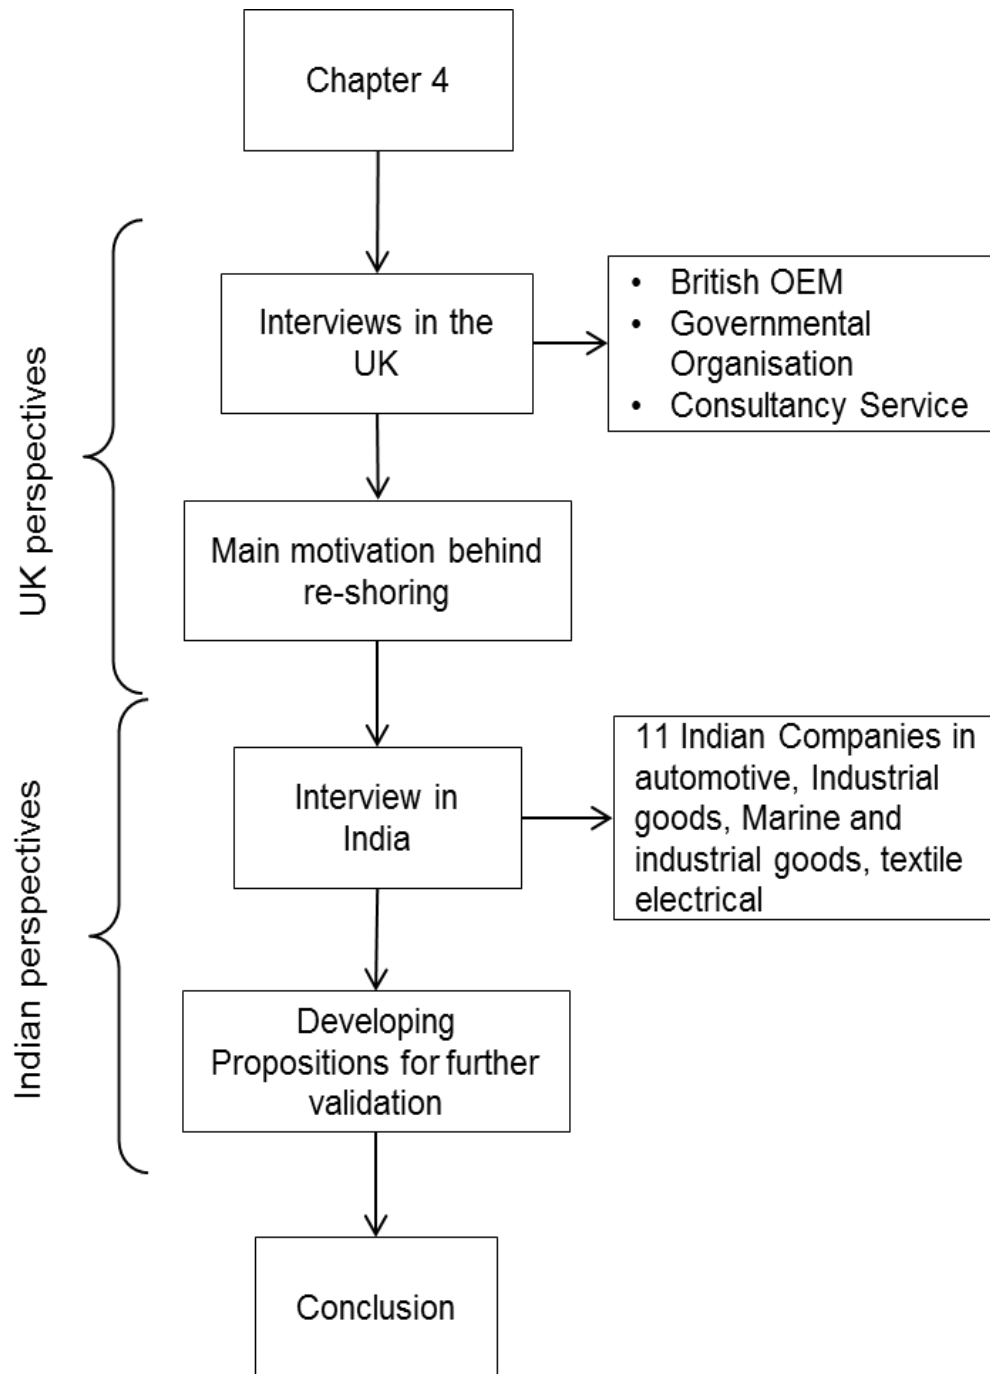 Chapter 4
UK perspectives
Interviews in the
UK
• British OEM
• Governmental
Organisation
• Consultancy Service
Main motivation behind
re-shoring
Indian perspectives
Interview in
India
11 Indian Companies in
automotive, Industrial
goods, Marine and
industrial goods, textile
electrical
Developing
Propositions for further
validation
Conclusion